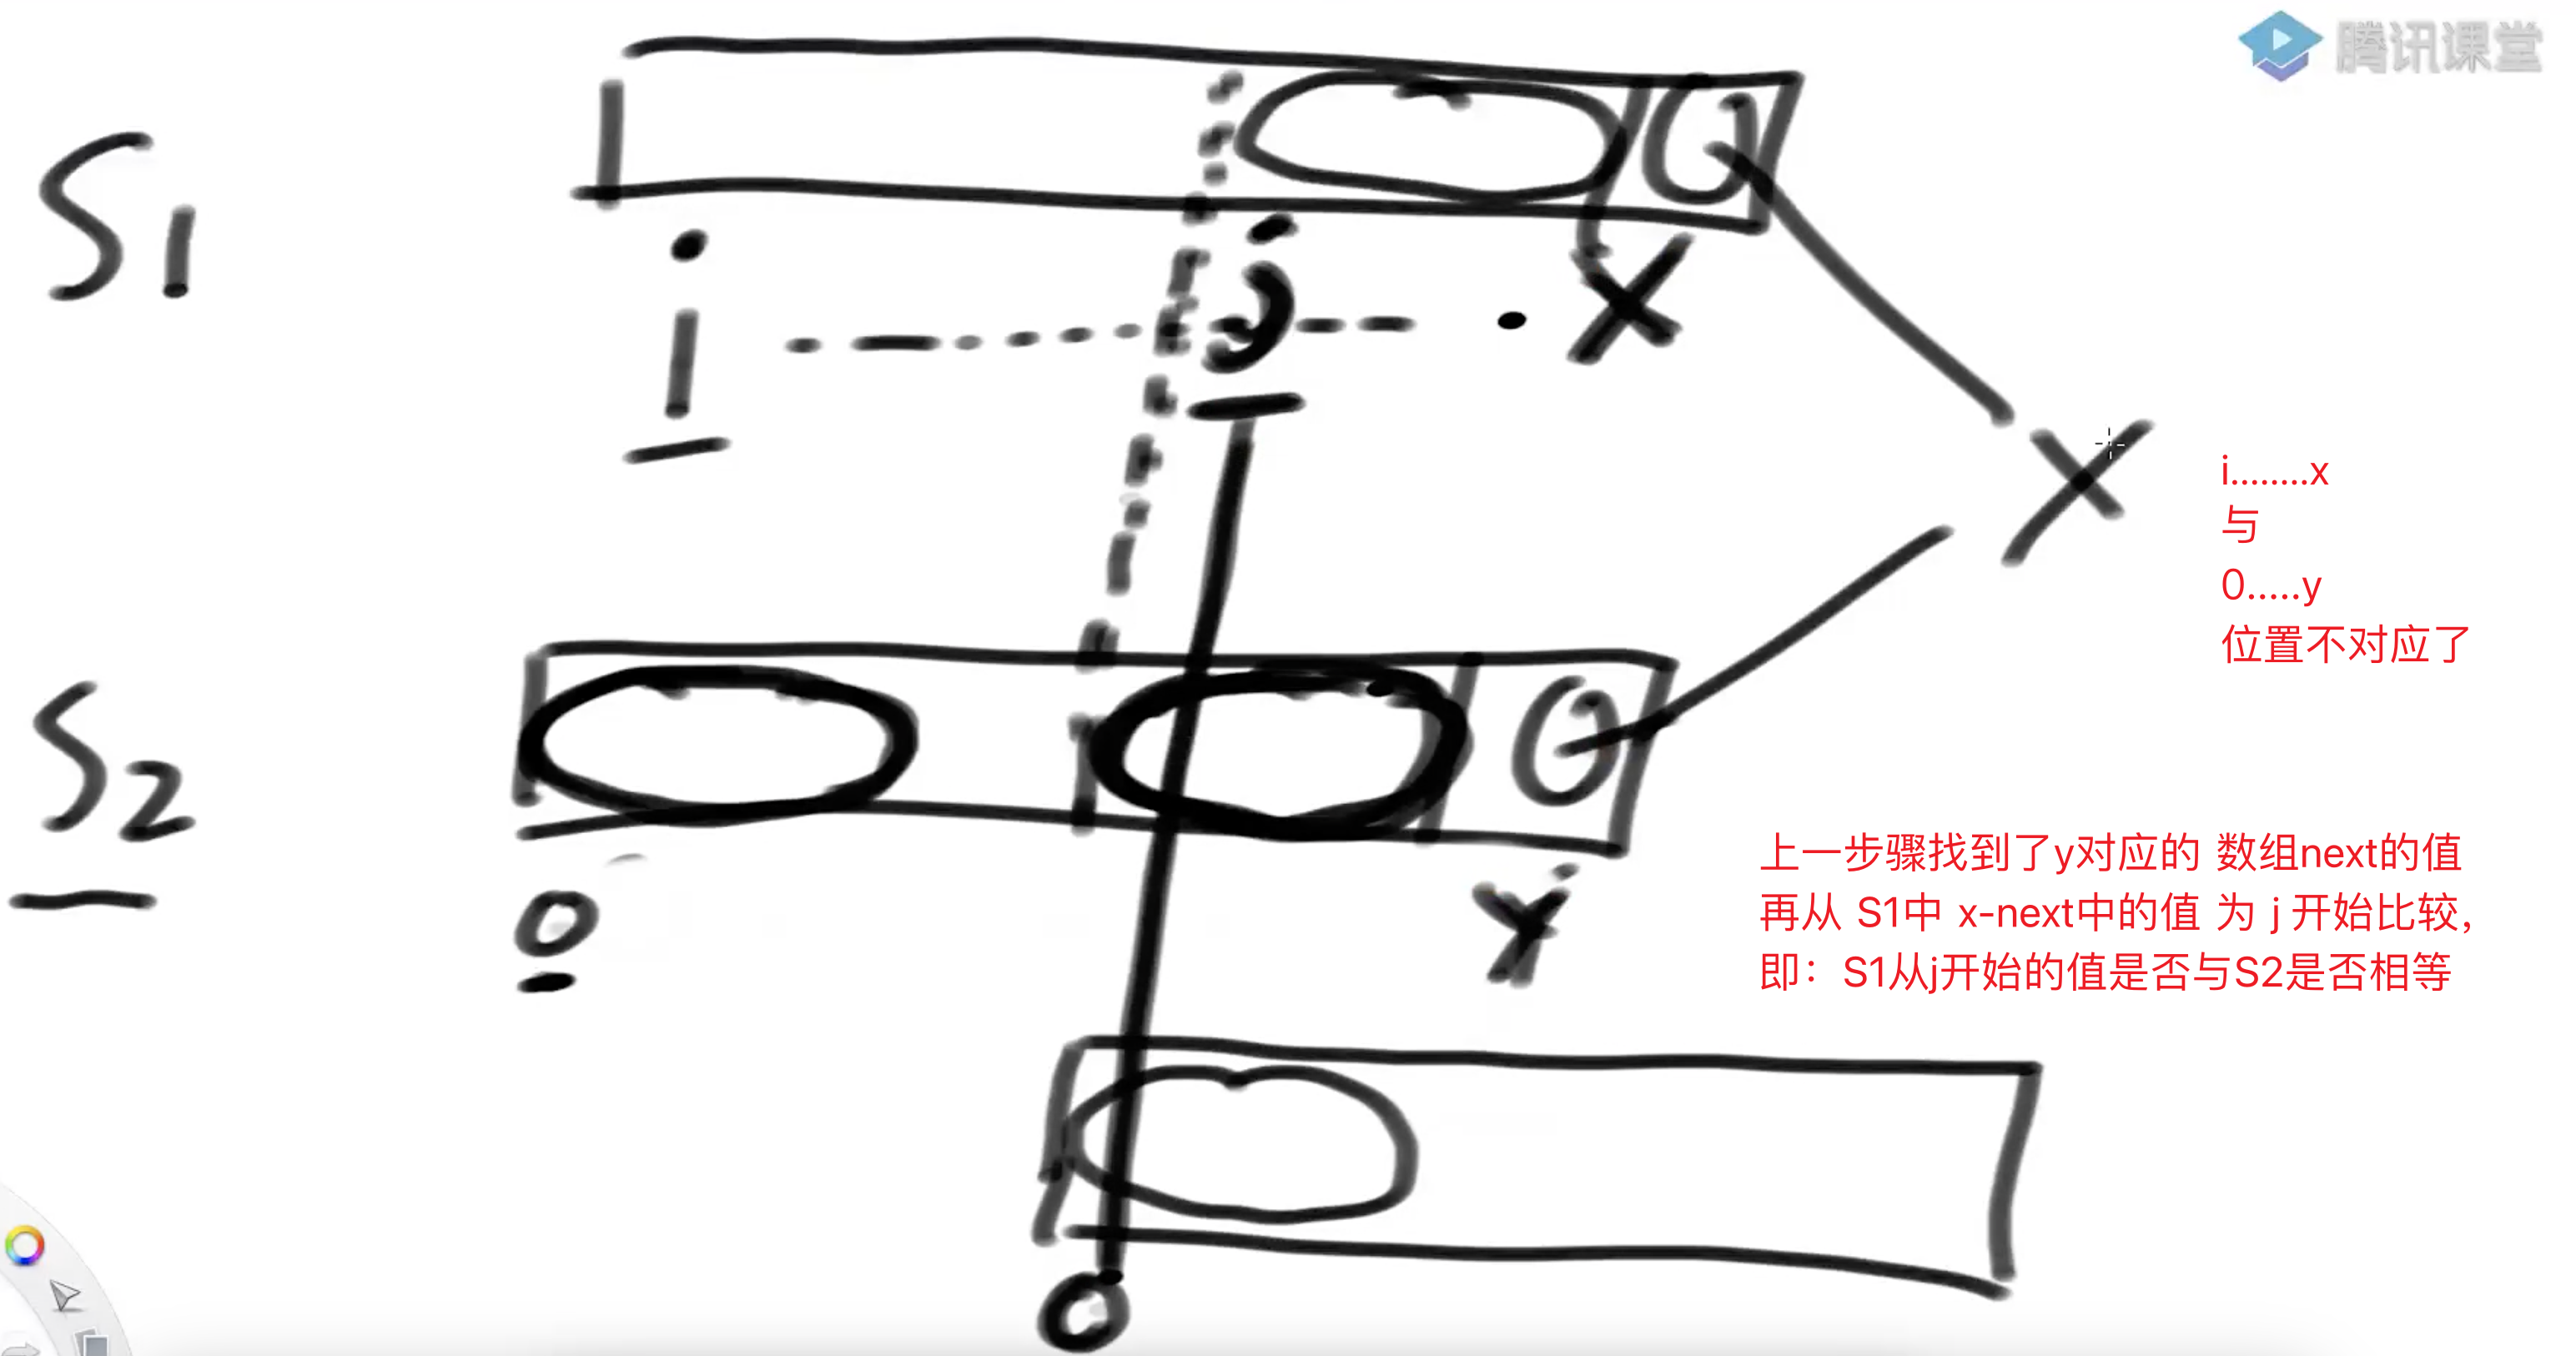 腾讯课堂
S1
i
j
X
X
i........x
与
0.....y
位置不对应了
S2
0
Y
上一步骤找到了y对应的 数组next的值
再从 S1中 x-next中的值 为 j 开始比较，
即：S1从j开始的值是否与S2是否相等
0